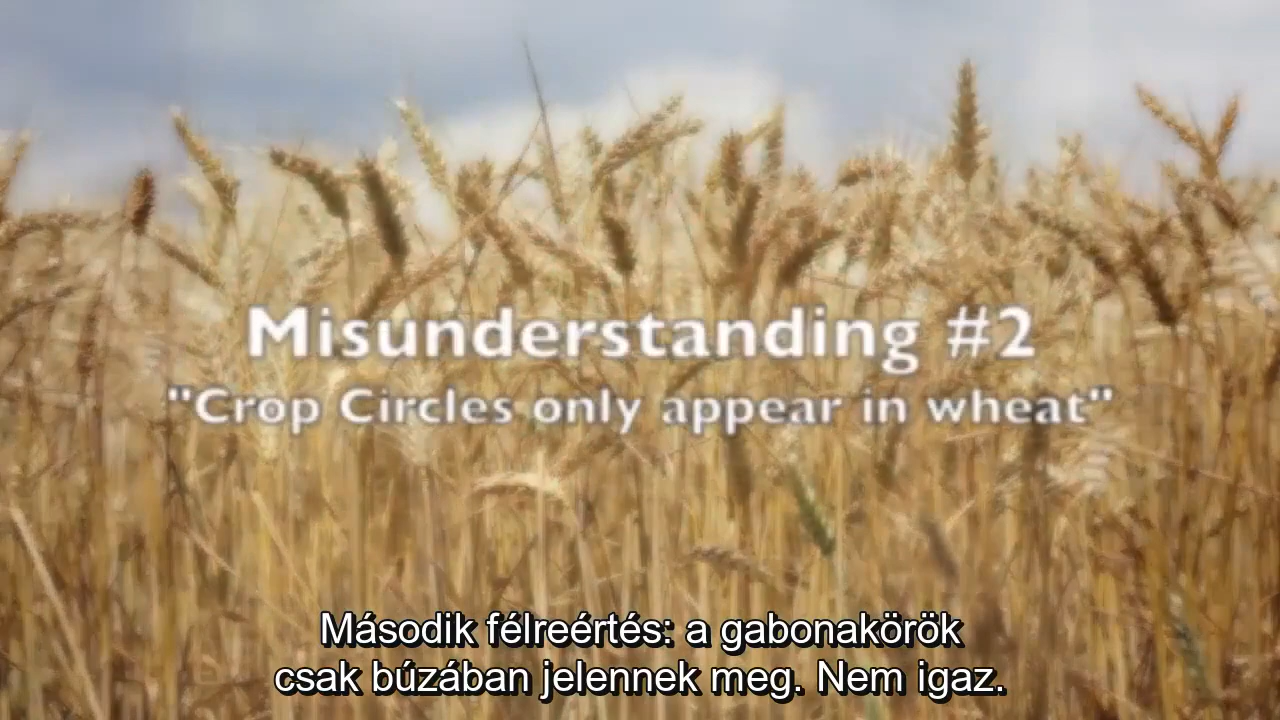 Misunderstanding #2
"Crop Circles only appear in wheat"
Második félreértés: a gabonakörök
csak búzában jelennek meg. Nem igaz.